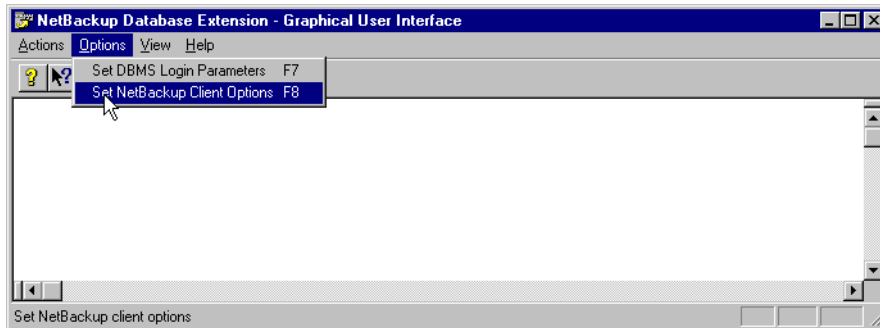 NetBackup Database Extension - Graphical User Interface
Actions Options View Help
Set DBMS Login Parameters F7
Set NetBackup Client Options F8
Set NetBackup client options